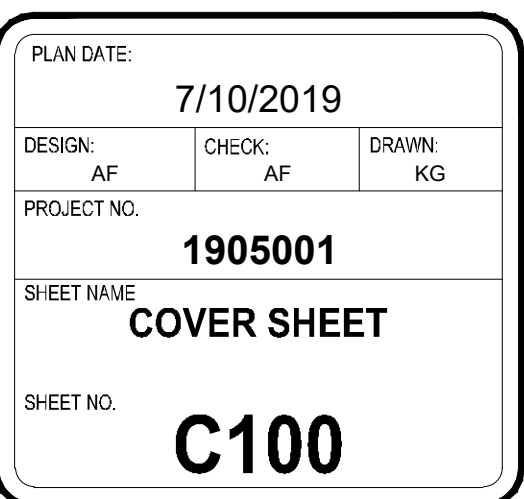 PLAN DATE:
7/10/2019
DESIGN: CHECK: DRAWN:
AF AF KG
PROJECT NO.
1905001
SHEET NAME
COVER SHEET
SHEET NO.
C100